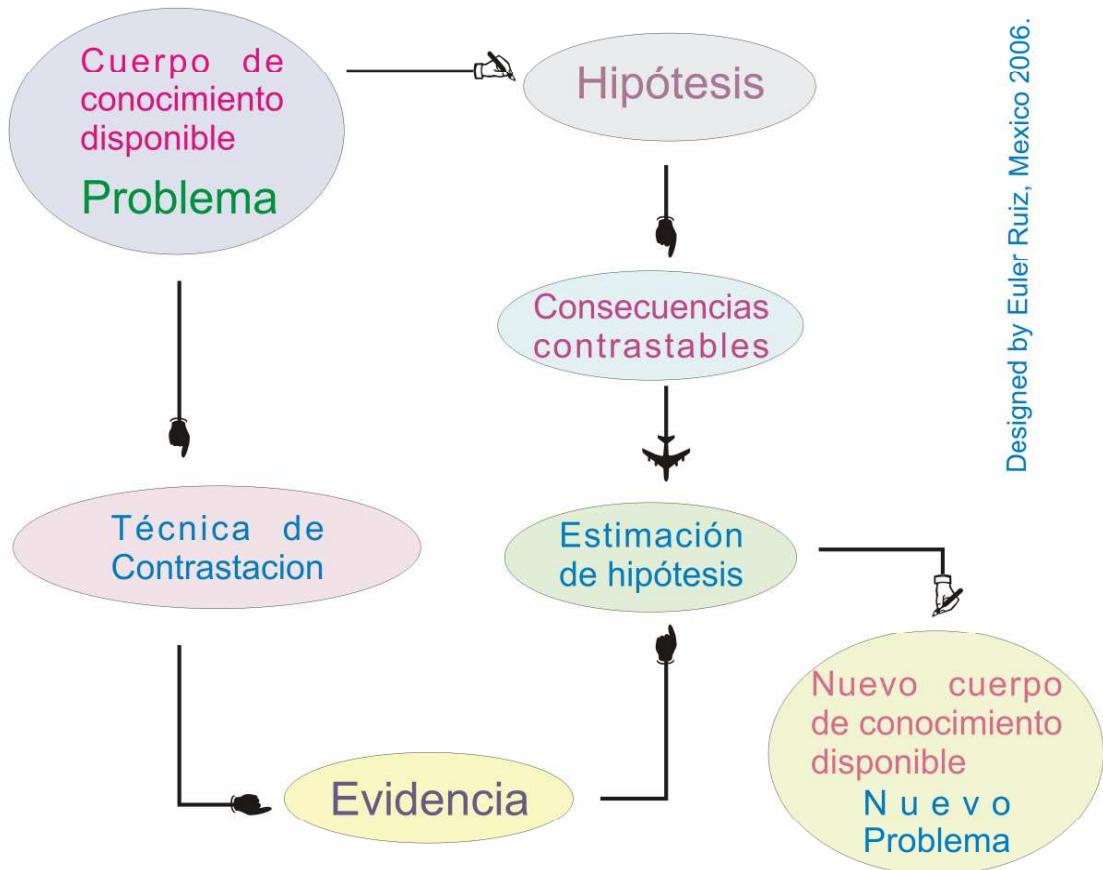 Cuerpo de
conocimiento
disponible
Problema
Hipótesis
Consecuencias
contrastables
Técnica de
Contrastacion
Estimación
de hipótesis
Evidencia
Nuevo cuerpo
de conocimiento
disponible
Nuevo
Problema
Designed by Euler Ruiz, Mexico 2006.